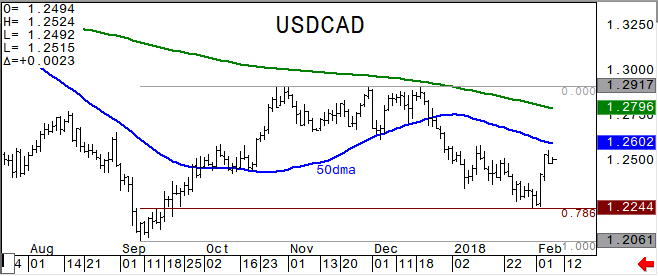 O= 1.2494
H= 1.2524
L= 1.2492
L= 1.2515
Δ=+0.0023
USDCAD
1.3250
1.3000
1.2917
0.000
1.2796
1.2750
1.2602
50dma
1.2500
1.2244
0.786
1.2061
1.000
Aug Sep Oct Nov Dec 2018 Feb
4 01 14 21 01 11 18 25 02 16 23 01 13 20 01 11 18 02 15 22 01 12